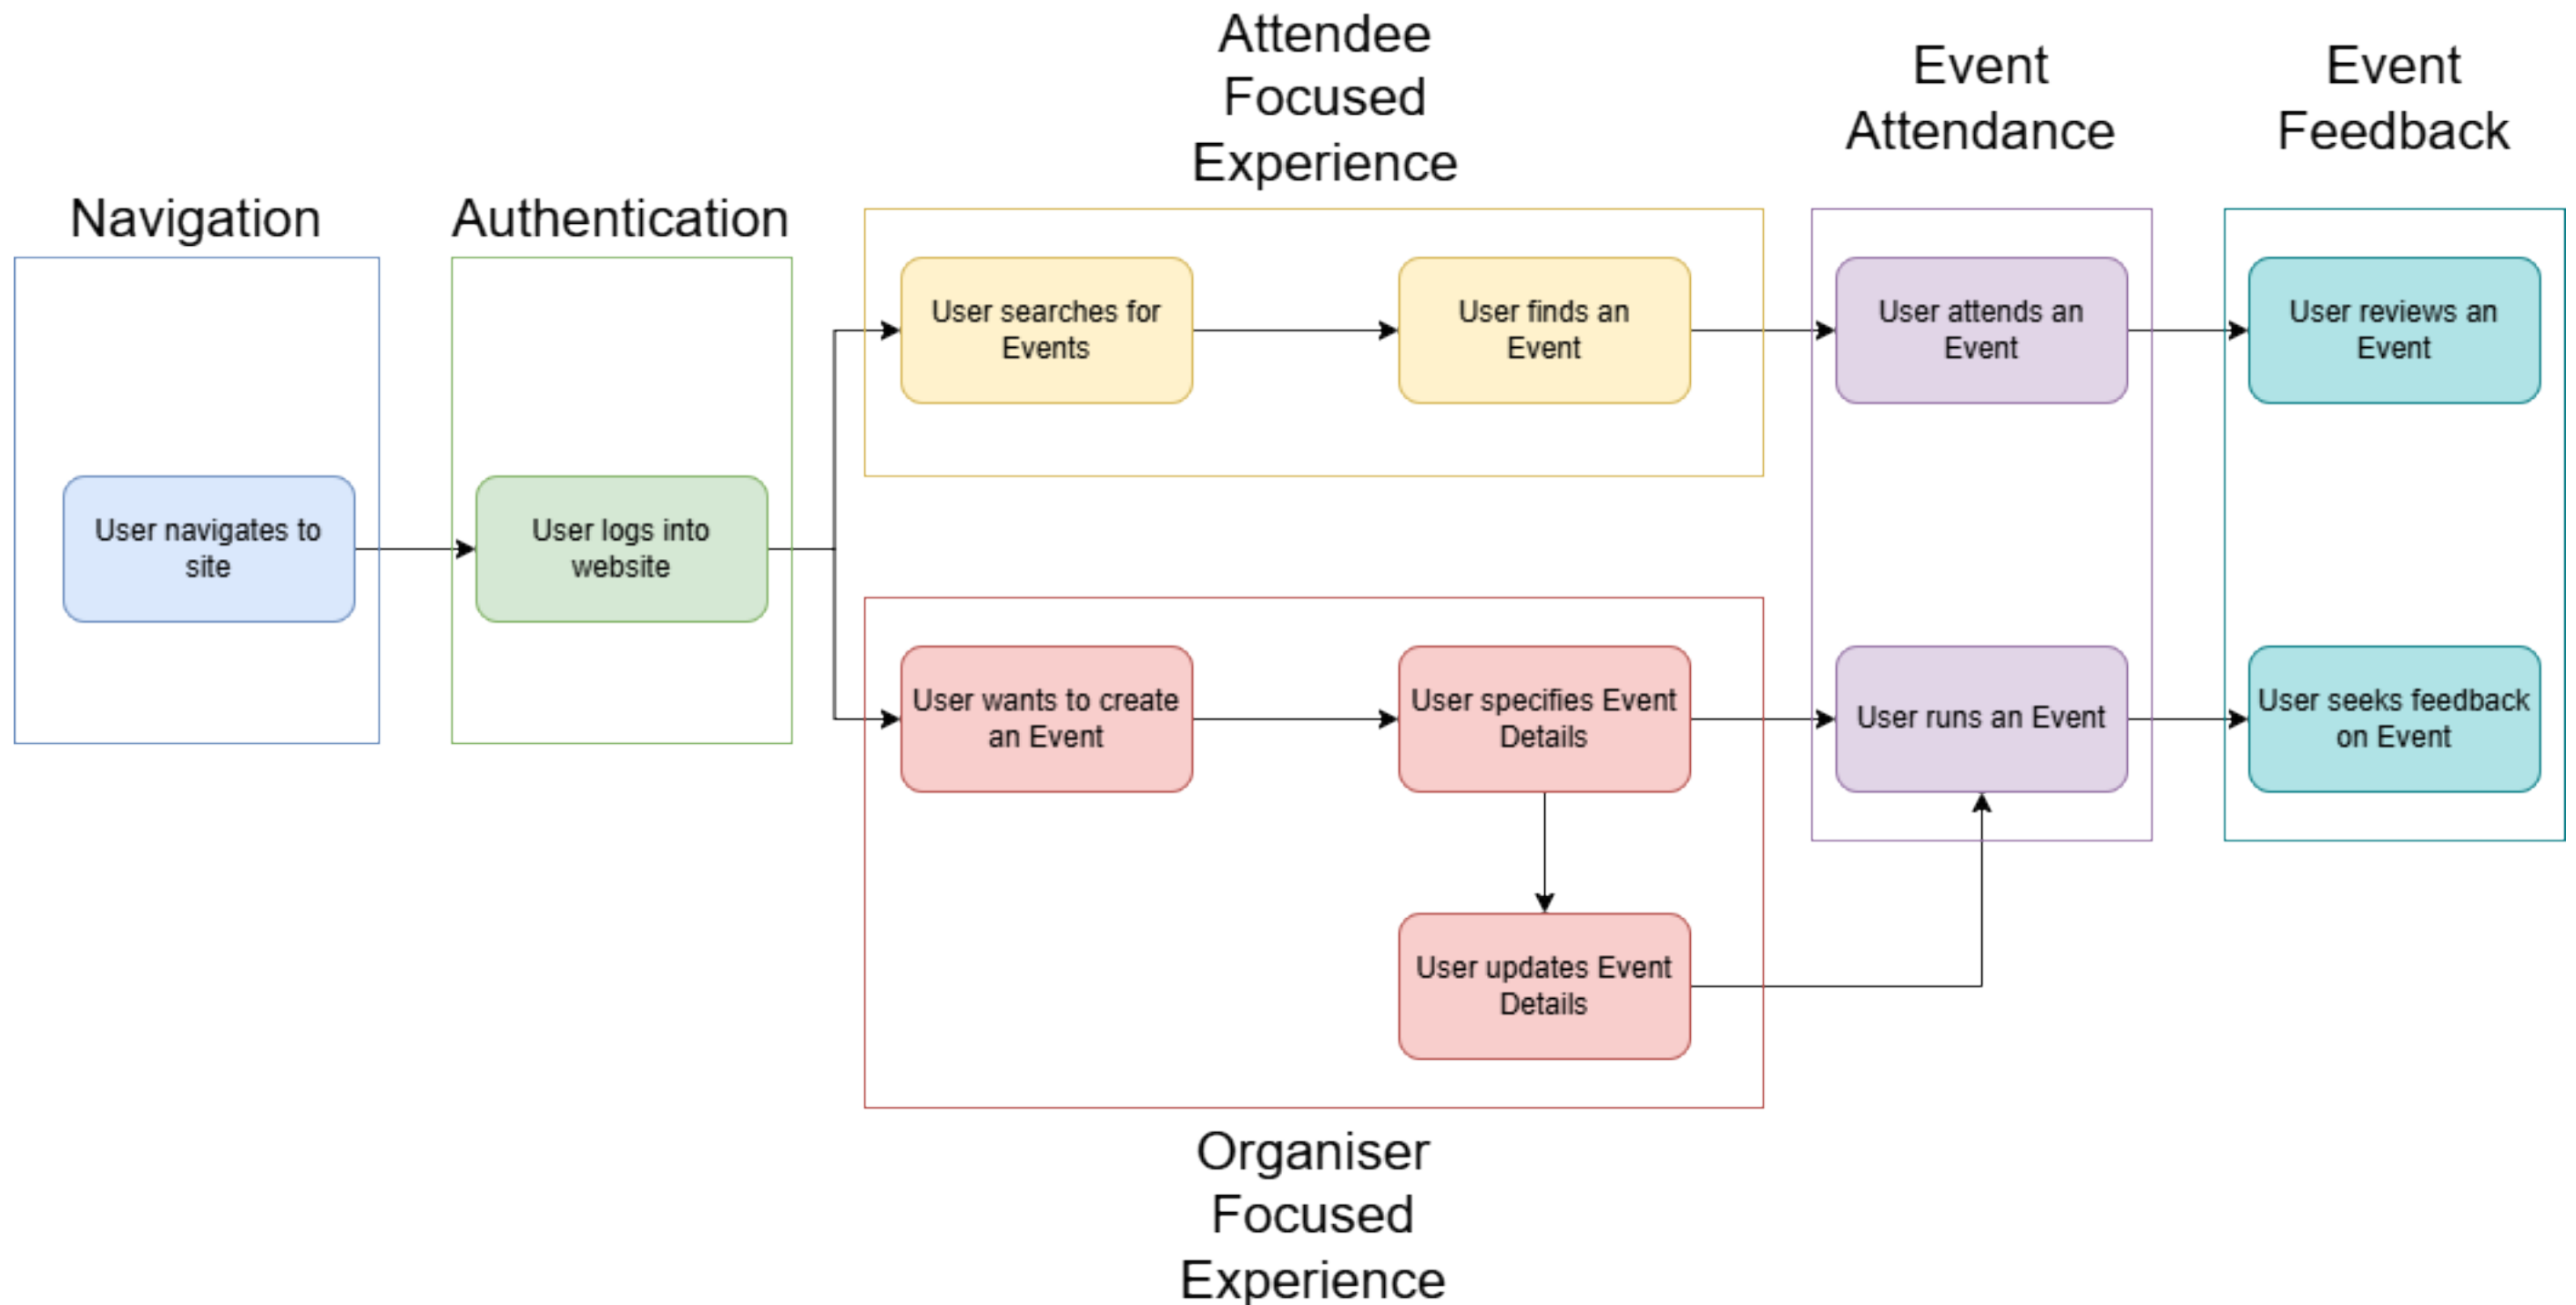 Attendee
Focused
Experience
Event
Attendance
Event
Feedback
Navigation
Authentication
User searches for
Events
User finds an
Event
User attends an
Event
User reviews an
Event
User navigates to
site
User logs into
website
User wants to create
an Event
User specifies Event
Details
User runs an Event
User seeks feedback
on Event
User updates Event
Details
Organiser
Focused
Experience